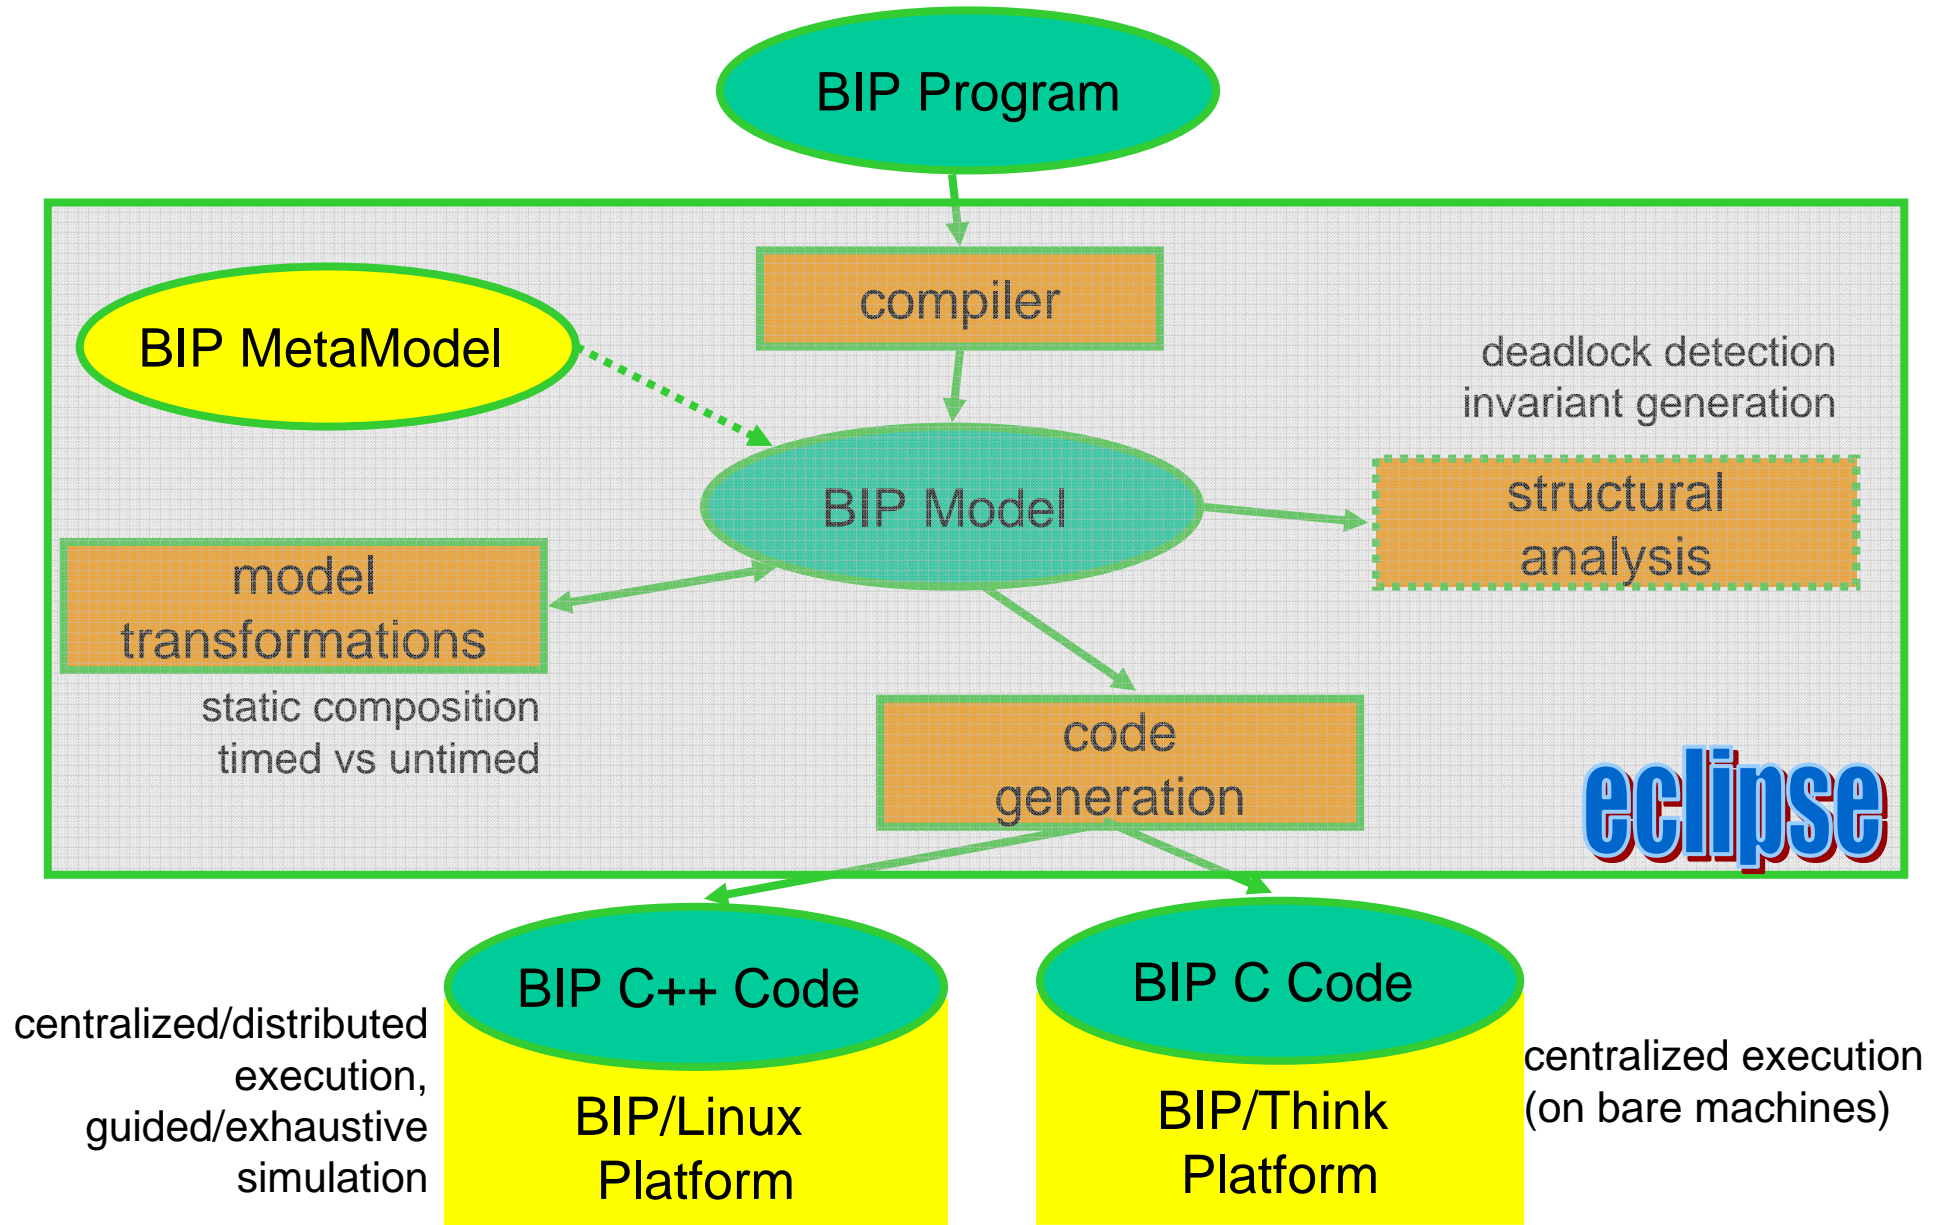 BIP Program
compiler
BIP MetaModel
deadlock detection
invariant generation
BIP Model
structural
analysis
model
transformations
static composition
timed vs untimed
code
generation
eclipse
BIP C++ Code
BIP C Code
centralized/distributed
execution,
guided/exhaustive
simulation
BIP/Linux
Platform
BIP/Think
Platform
centralized execution
(on bare machines)